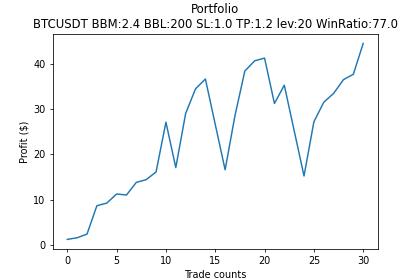 Portfolio
BTCUSDT BBM:2.4 BBL:200 SL:1.0 TP:1.2 lev:20 WinRatio:77.0
40
30
20
10
0
Profit ($)
0 5 10 15 20 25 30
Trade counts